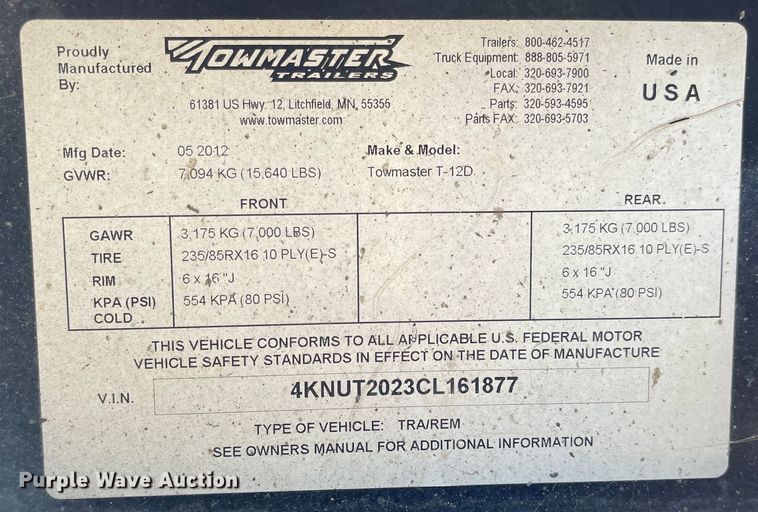 Proudly
Manufactured
By:
TOWMASTER
TRAILERS
61381 US Hwy. 12, Litchfield, MN, 55355
www.towmaster.com
Trailers: 800-462-4517
Truck Equipment: 888-805-5971
Local: 320-693-7900
FAX: 320-693-7921
Parts: 320-593-4595
Parts FAX: 320-693-5703
Made in
USA
Mfg Date: 05 2012 Make & Model:
GVWR: 7,094 KG (15,640 LBS) Towmaster T-12D
FRONT REAR
GAWR 3,175 KG (7,000 LBS) 3,175 KG (7,000 LBS)
TIRE 235/85RX16 10 PLY(E)-S 235/85RX16 10 PLY(E)-S
RIM 6 x 16 "J 6 x 16 "J
KPA (PSI) 554 KPA (80 PSI) 554 KPA (80 PSI)
COLD
THIS VEHICLE CONFORMS TO ALL APPLICABLE U.S. FEDERAL MOTOR
VEHICLE SAFETY STANDARDS IN EFFECT ON THE DATE OF MANUFACTURE
V.I.N. 4KNUT2023CL161877
TYPE OF VEHICLE: TRA/REM
SEE OWNERS MANUAL FOR ADDITIONAL INFORMATION
Purple Wave Auction